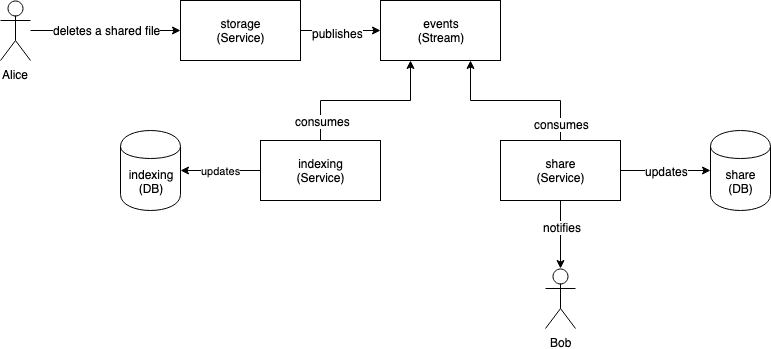 deletes a shared file
storage
(Service)
publishes
events
(Stream)
Alice
consumes
consumes
indexing
(DB)
updates
indexing
(Service)
share
(Service)
updates
share
(DB)
notifies
Bob